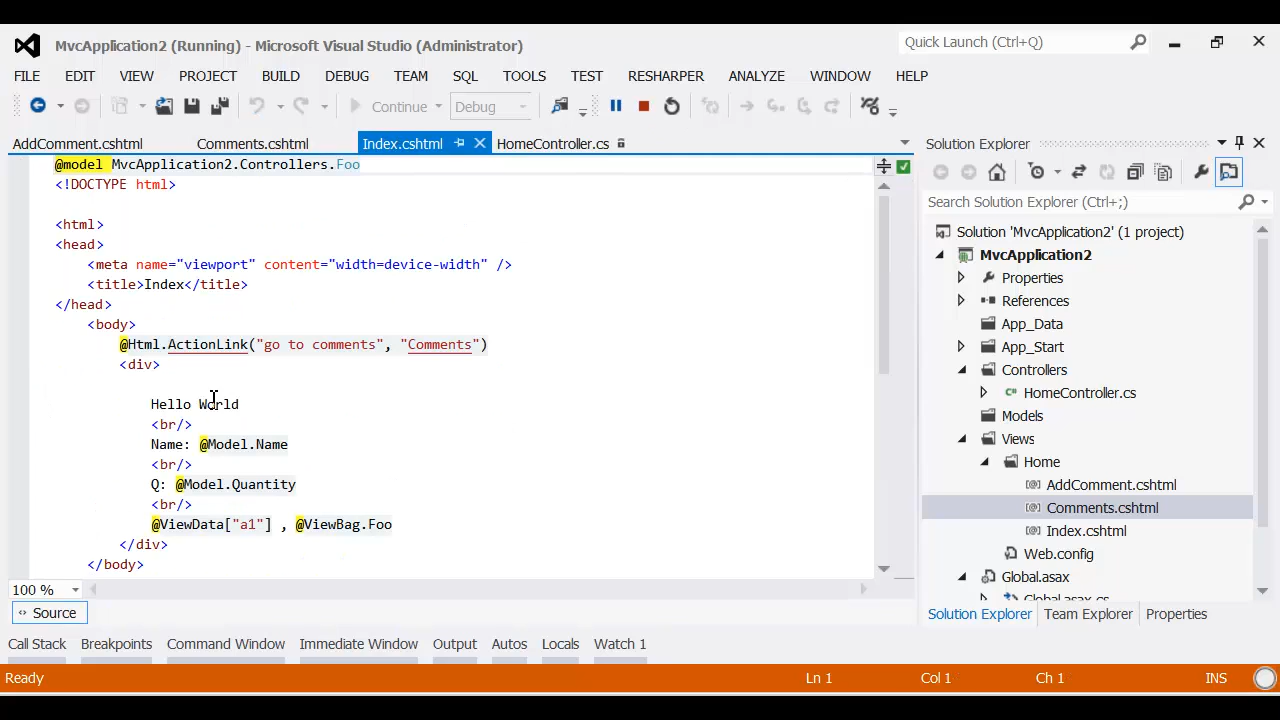 MvcApplication2 (Running) - Microsoft Visual Studio (Administrator)
Quick Launch (Ctrl+Q)
FILE EDIT VIEW PROJECT BUILD DEBUG TEAM SQL TOOLS TEST RESHARPER ANALYZE WINDOW HELP
Continue Debug
AddComment.cshtml Comments.cshtml Index.cshtml HomeController.cs
@model MvcApplication2.Controllers.Foo
<!DOCTYPE html>
<html>
<head>
<meta name="viewport" content="width=device-width" />
<title>Index</title>
</head>
<body>
@Html.ActionLink("go to comments", "Comments")
<div>
Hello World
<br/>
Name: @Model.Name
<br/>
Q: @Model.Quantity
<br/>
@ViewData["a1"] , @ViewBag.Foo
</div>
</body>
100 %
Source
Solution Explorer
Search Solution Explorer (Ctrl+;)
Solution 'MvcApplication2' (1 project)
MvcApplication2
Properties
References
App_Data
App_Start
Controllers
HomeController.cs
Models
Views
Home
AddComment.cshtml
Comments.cshtml
Index.cshtml
Web.config
Global.asax
Global.asax.cs
Solution Explorer Team Explorer Properties
Call Stack Breakpoints Command Window Immediate Window Output Autos Locals Watch 1
Ready Ln 1 Col 1 Ch 1 INS